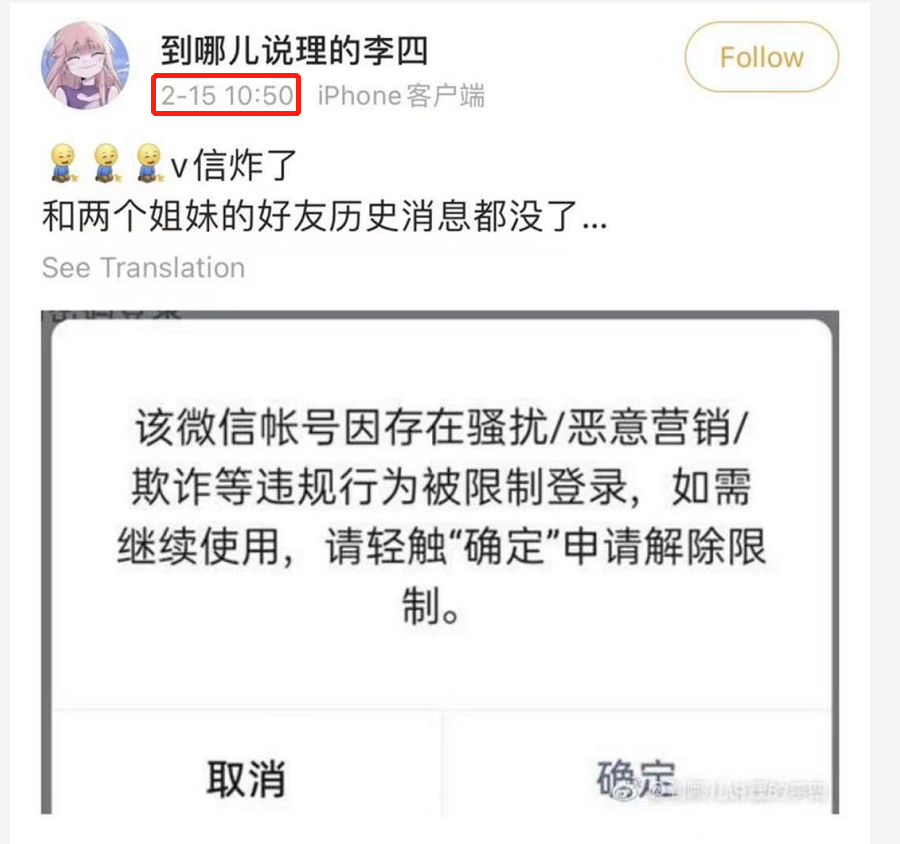 到哪儿说理的李四
Follow
2-15 10:50 iPhone客户端
v信炸了
和两个姐妹的好友历史消息都没了...
See Translation
该微信帐号因存在骚扰/恶意营销/
欺诈等违规行为被限制登录，如需
继续使用，请轻触“确定”申请解除限
制。
取消
确定